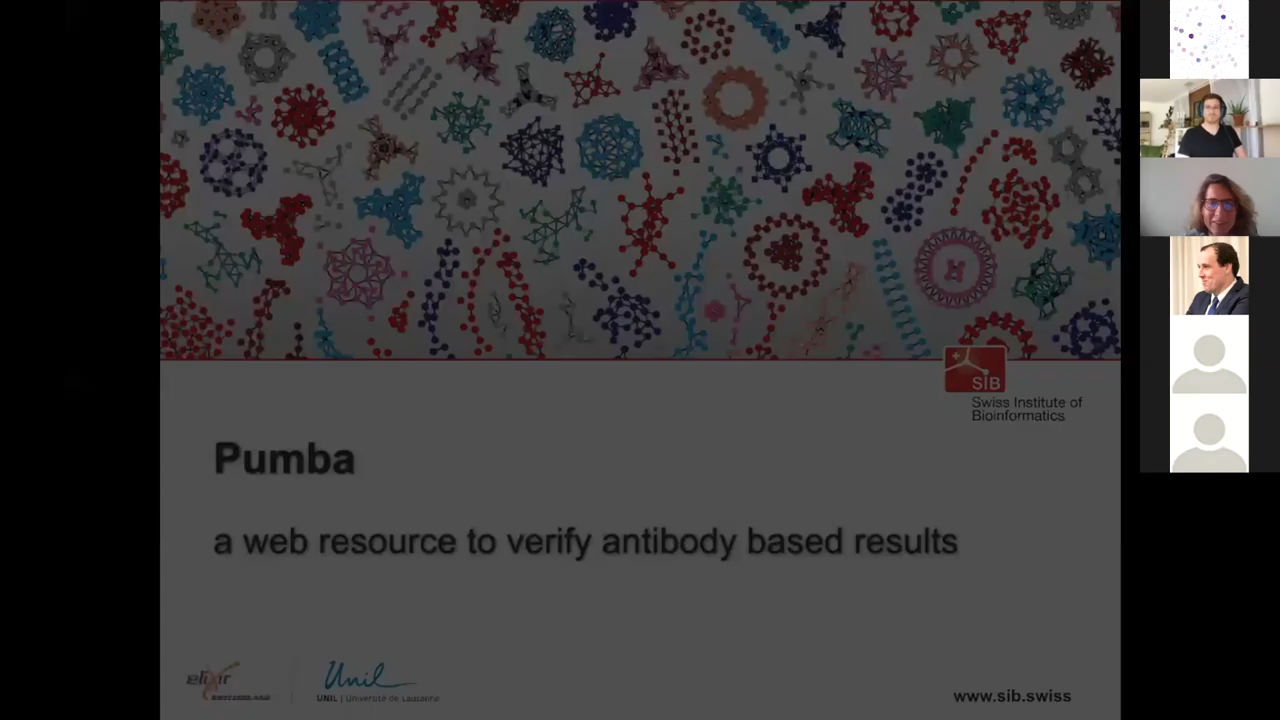 SIB
Swiss Institute of
Bioinformatics
Pumba
a web resource to verify antibody based results
elixir
Unil
UNIL | Université de Lausanne
www.sib.swiss